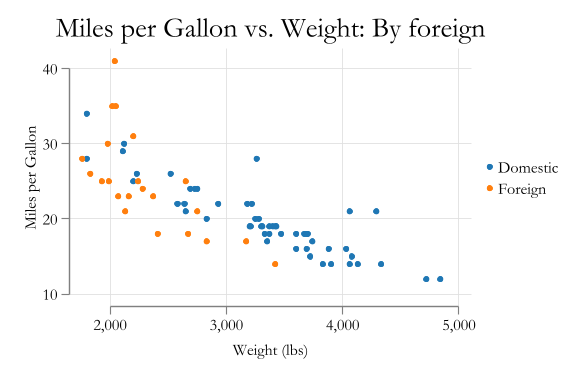 Miles per Gallon vs. Weight: By foreign
Miles per Gallon
40
30
20
10
2,000 3,000 4,000 5,000
Weight (lbs)
Domestic
Foreign